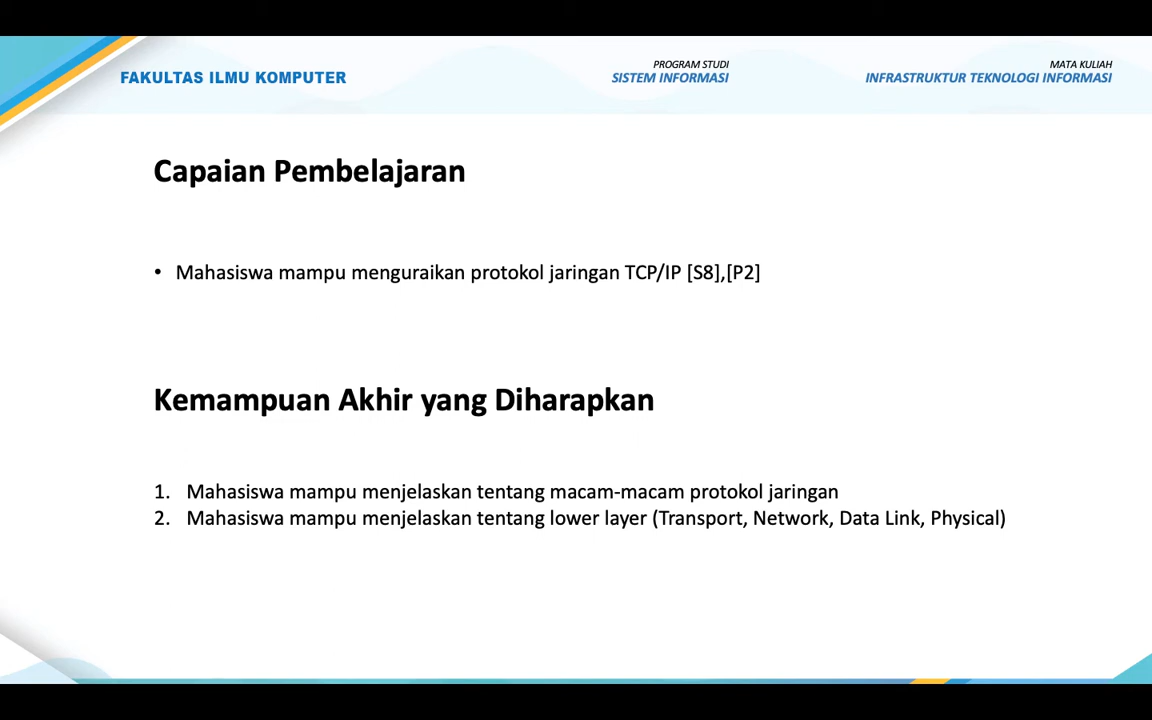 FAKULTAS ILMU KOMPUTER
PROGRAM STUDI
SISTEM INFORMASI
MATA KULIAH
INFRASTRUKTUR TEKNOLOGI INFORMASI
Capaian Pembelajaran
• Mahasiswa mampu menguraikan protokol jaringan TCP/IP [S8],[P2]
Kemampuan Akhir yang Diharapkan
1. Mahasiswa mampu menjelaskan tentang macam-macam protokol jaringan
2. Mahasiswa mampu menjelaskan tentang lower layer (Transport, Network, Data Link, Physical)